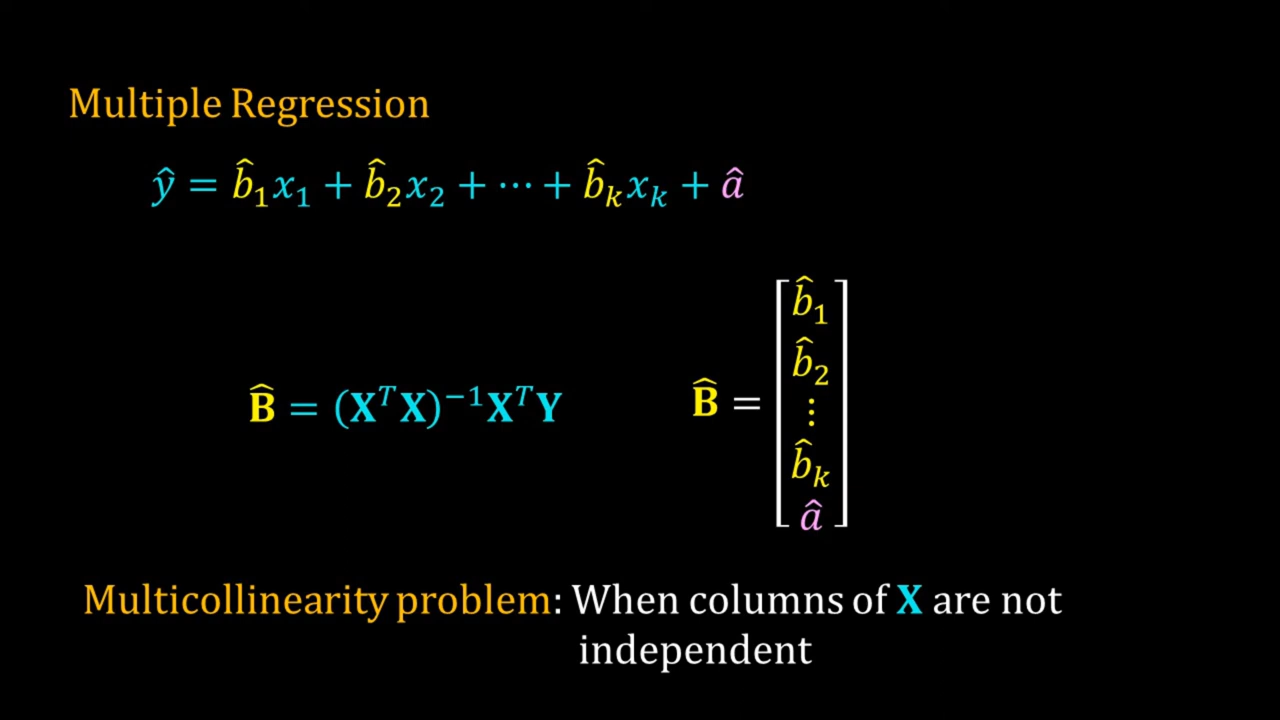 Multiple Regression
ŷ = b̂₁x₁ + b̂₂x₂ + ⋯ + b̂ₖxₖ + â
B̂ = (XᵀX)⁻¹XᵀY
B̂ = [b̂₁
b̂₂
⋮
b̂ₖ
â]
Multicollinearity problem: When columns of X are not
independent